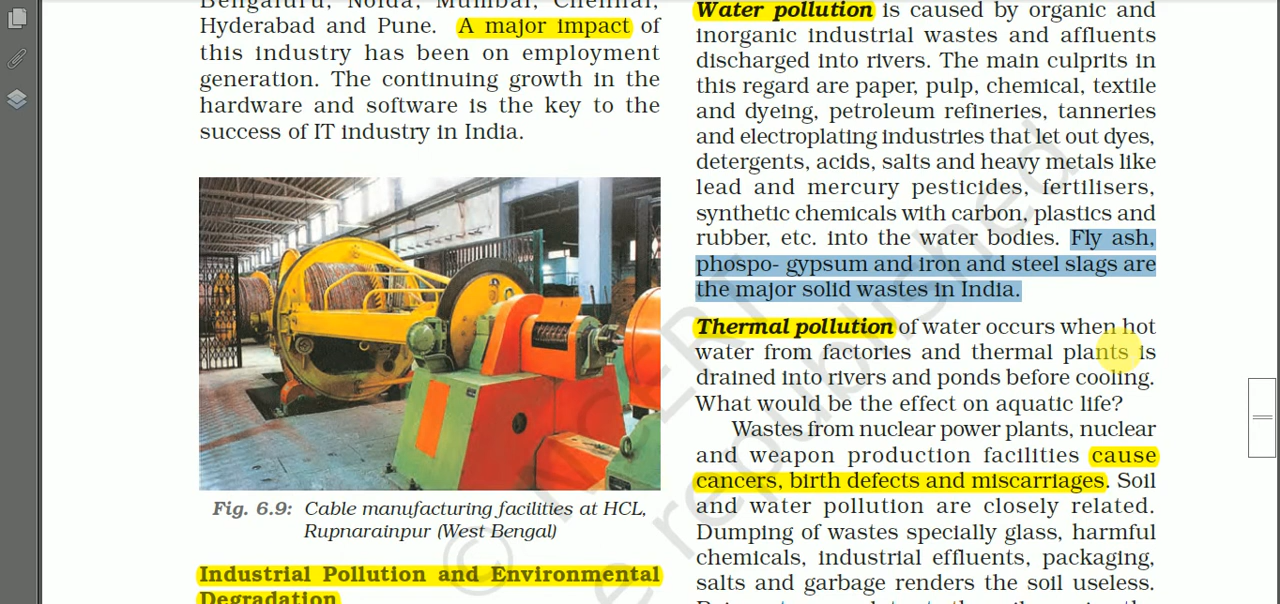 Bengaluru, Noida, Mumbai, Chennai,
Hyderabad and Pune. A major impact of
this industry has been on employment
generation. The continuing growth in the
hardware and software is the key to the
success of IT industry in India.
Fig. 6.9: Cable manufacturing facilities at HCL,
Rupnarainpur (West Bengal)
Industrial Pollution and Environmental
Degradation
Water pollution is caused by organic and
inorganic industrial wastes and affluents
discharged into rivers. The main culprits in
this regard are paper, pulp, chemical, textile
and dyeing, petroleum refineries, tanneries
and electroplating industries that let out dyes,
detergents, acids, salts and heavy metals like
lead and mercury pesticides, fertilisers,
synthetic chemicals with carbon, plastics and
rubber, etc. into the water bodies. Fly ash,
phospo- gypsum and iron and steel slags are
the major solid wastes in India.
Thermal pollution of water occurs when hot
water from factories and thermal plants is
drained into rivers and ponds before cooling.
What would be the effect on aquatic life?
Wastes from nuclear power plants, nuclear
and weapon production facilities cause
cancers, birth defects and miscarriages. Soil
and water pollution are closely related.
Dumping of wastes specially glass, harmful
chemicals, industrial effluents, packaging,
salts and garbage renders the soil useless.
© NCERT
be republished